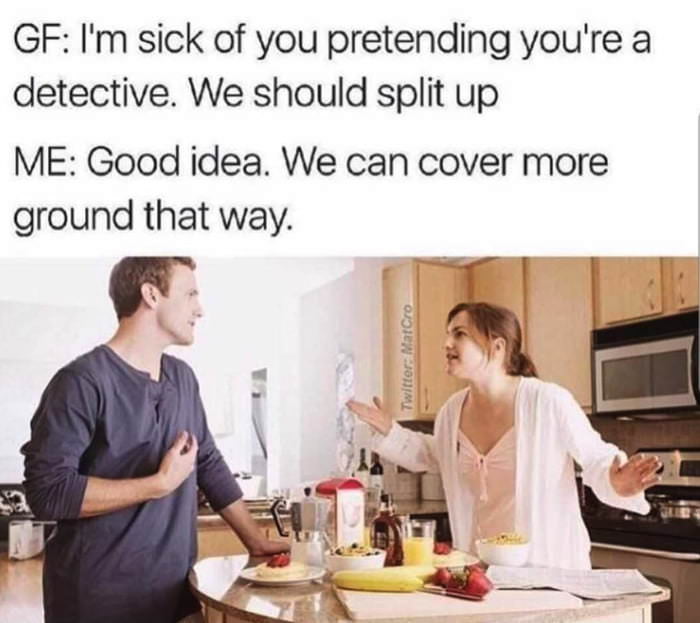 GF: I'm sick of you pretending you're a
detective. We should split up
ME: Good idea. We can cover more
ground that way.
Twitter: MatCro